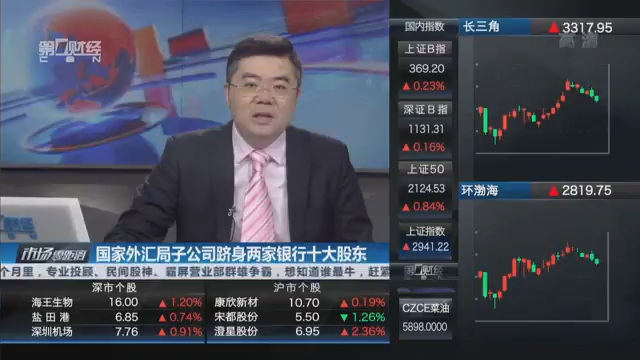 第一财经
CBN
国内指数
上证B指
369.20
▲0.23%
深证B指
1131.31
▲0.16%
上证50
2124.53
▲0.84%
上证指数
▲2941.22
CZCE菜油
5898.0000
长三角 ▲3317.95
高清
环渤海 ▲2819.75
市场零距离
国家外汇局子公司跻身两家银行十大股东
个月里，专业投顾、民间股神、霸屏营业部群雄争霸，想知道谁最牛，赶紧
深市个股
海王生物 16.00 ▲1.20%
盐田港 6.85 ▲0.74%
深圳机场 7.76 ▲0.91%
沪市个股
康欣新材 10.70 ▲0.19%
宋都股份 5.50 ▼1.26%
澄星股份 6.95 ▲2.36%